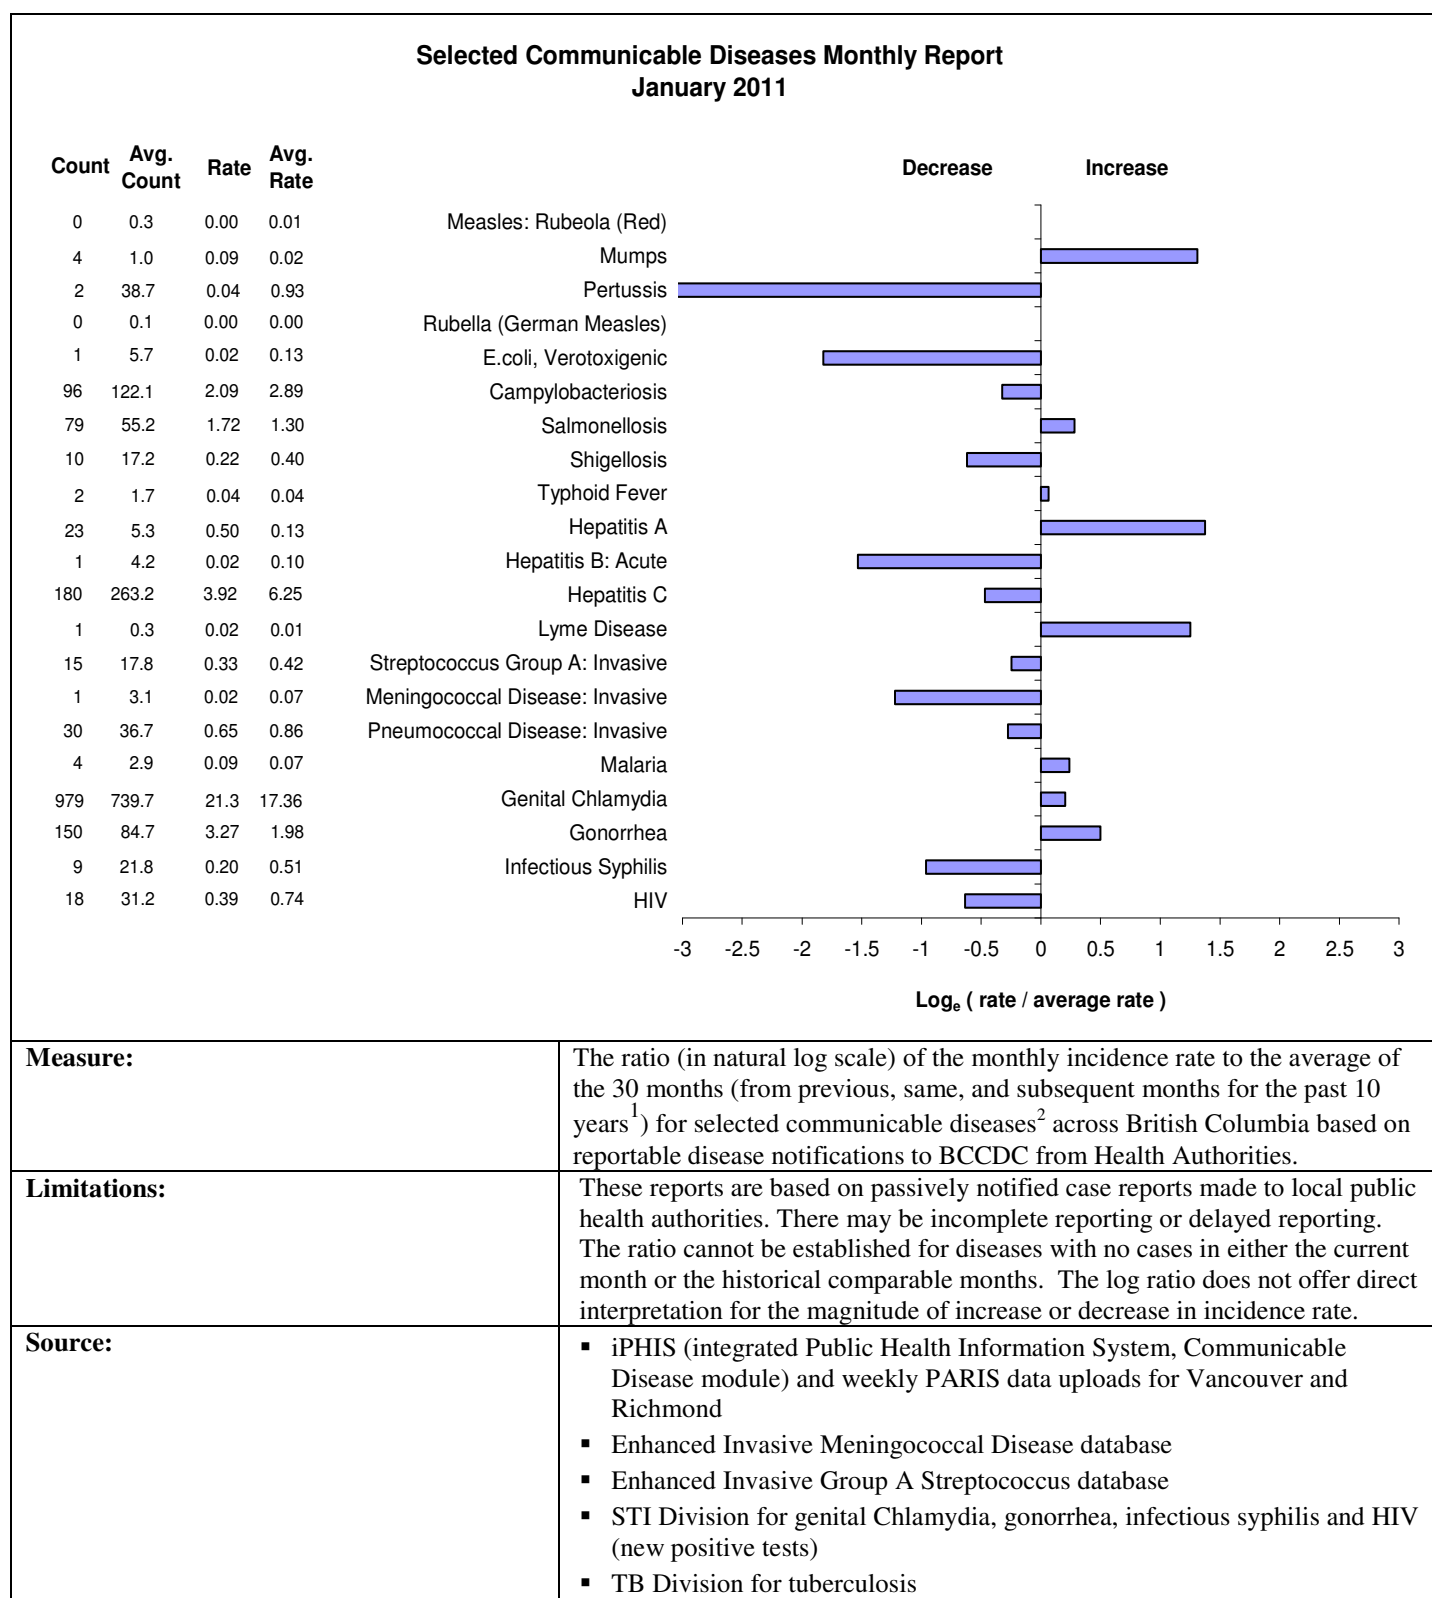 Selected Communicable Diseases Monthly Report
January 2011
Count Avg. Count Rate Avg. Rate Decrease Increase
0 0.3 0.00 0.01 Measles: Rubeola (Red)
4 1.0 0.09 0.02 Mumps
2 38.7 0.04 0.93 Pertussis
0 0.1 0.00 0.00 Rubella (German Measles)
1 5.7 0.02 0.13 E.coli, Verotoxigenic
96 122.1 2.09 2.89 Campylobacteriosis
79 55.2 1.72 1.30 Salmonellosis
10 17.2 0.22 0.40 Shigellosis
2 1.7 0.04 0.04 Typhoid Fever
23 5.3 0.50 0.13 Hepatitis A
1 4.2 0.02 0.10 Hepatitis B: Acute
180 263.2 3.92 6.25 Hepatitis C
1 0.3 0.02 0.01 Lyme Disease
15 17.8 0.33 0.42 Streptococcus Group A: Invasive
1 3.1 0.02 0.07 Meningococcal Disease: Invasive
30 36.7 0.65 0.86 Pneumococcal Disease: Invasive
4 2.9 0.09 0.07 Malaria
979 739.7 21.3 17.36 Genital Chlamydia
150 84.7 3.27 1.98 Gonorrhea
9 21.8 0.20 0.51 Infectious Syphilis
18 31.2 0.39 0.74 HIV
-3 -2.5 -2 -1.5 -1 -0.5 0 0.5 1 1.5 2 2.5 3
Logₑ ( rate / average rate )
Measure:
The ratio (in natural log scale) of the monthly incidence rate to the average of
the 30 months (from previous, same, and subsequent months for the past 10
years¹) for selected communicable diseases² across British Columbia based on
reportable disease notifications to BCCDC from Health Authorities.
Limitations:
These reports are based on passively notified case reports made to local public
health authorities. There may be incomplete reporting or delayed reporting.
The ratio cannot be established for diseases with no cases in either the current
month or the historical comparable months. The log ratio does not offer direct
interpretation for the magnitude of increase or decrease in incidence rate.
Source:
▪ iPHIS (integrated Public Health Information System, Communicable
Disease module) and weekly PARIS data uploads for Vancouver and
Richmond
▪ Enhanced Invasive Meningococcal Disease database
▪ Enhanced Invasive Group A Streptococcus database
▪ STI Division for genital Chlamydia, gonorrhea, infectious syphilis and HIV
(new positive tests)
▪ TB Division for tuberculosis